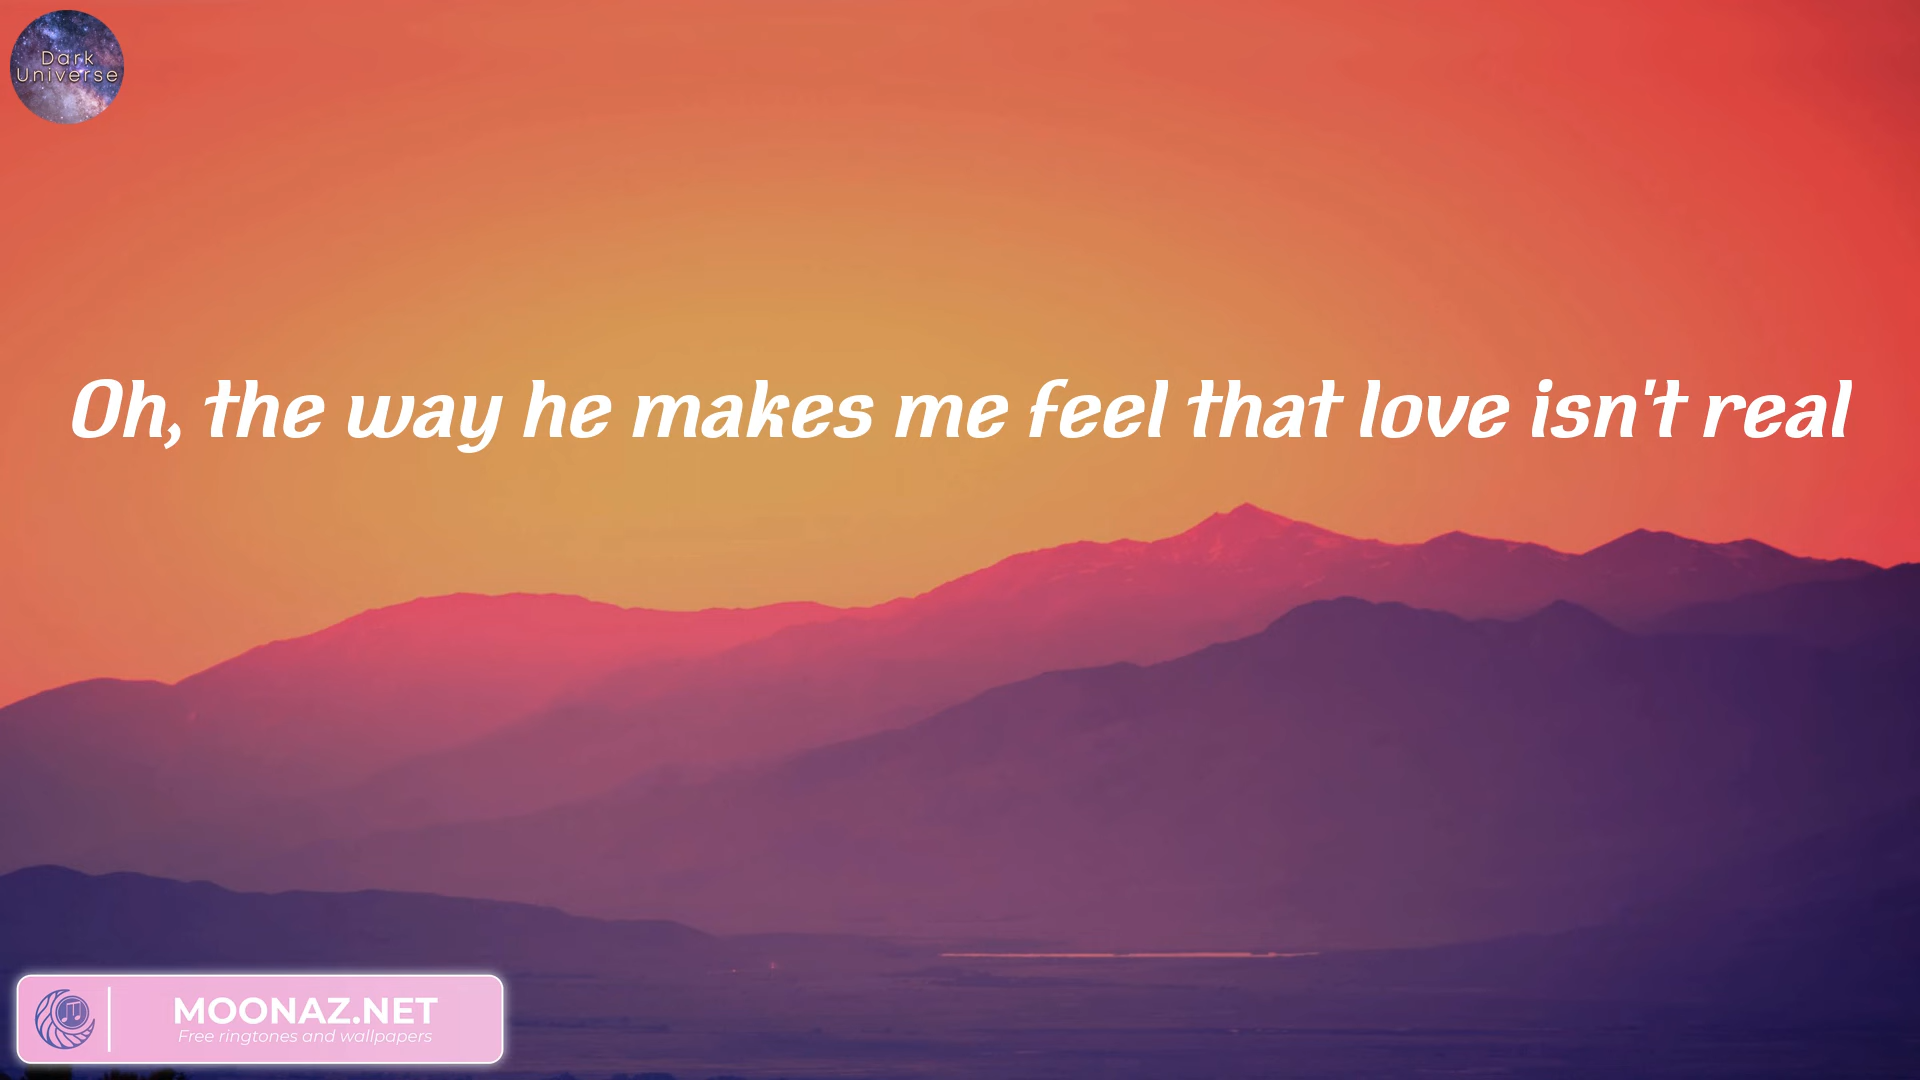 Dark
Universe
Oh, the way he makes me feel that love isn't real
MOONAZ.NET
Free ringtones and wallpapers